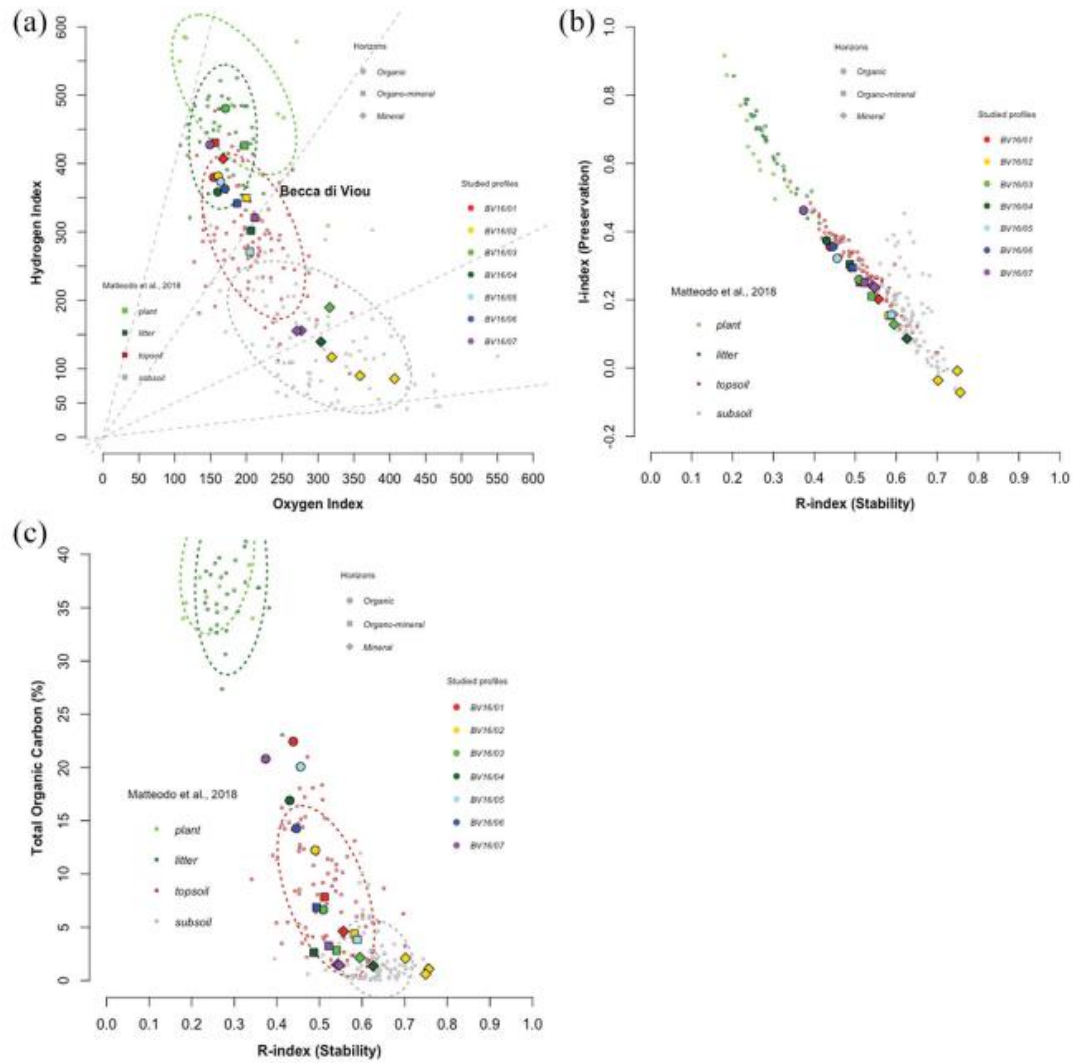 (a)
600
500
400
300
200
150
100
50
0
Hydrogen Index
0 50 100 150 200 250 300 350 400 450 500 550 600
Oxygen Index
Horizons
Organic
Organo-mineral
Mineral
Becca di Viou
Studied profiles
BV16/01
BV16/02
BV16/03
BV16/04
BV16/05
BV16/06
BV16/07
Matteodo et al., 2018
plant
litter
topsoil
subsoil
(b)
1.0
0.8
0.6
0.4
0.2
0.0
-0.2
I-index (Preservation)
0.0 0.1 0.2 0.3 0.4 0.5 0.6 0.7 0.8 0.9 1.0
R-index (Stability)
Horizons
Organic
Organo-mineral
Mineral
Studied profiles
BV16/01
BV16/02
BV16/03
BV16/04
BV16/05
BV16/06
BV16/07
Matteodo et al., 2018
plant
litter
topsoil
subsoil
(c)
40
35
30
25
20
15
10
5
0
Total Organic Carbon (%)
0.0 0.1 0.2 0.3 0.4 0.5 0.6 0.7 0.8 0.9 1.0
R-index (Stability)
Horizons
Organic
Organo-mineral
Mineral
Studied profiles
BV16/01
BV16/02
BV16/03
BV16/04
BV16/05
BV16/06
BV16/07
Matteodo et al., 2018
plant
litter
topsoil
subsoil